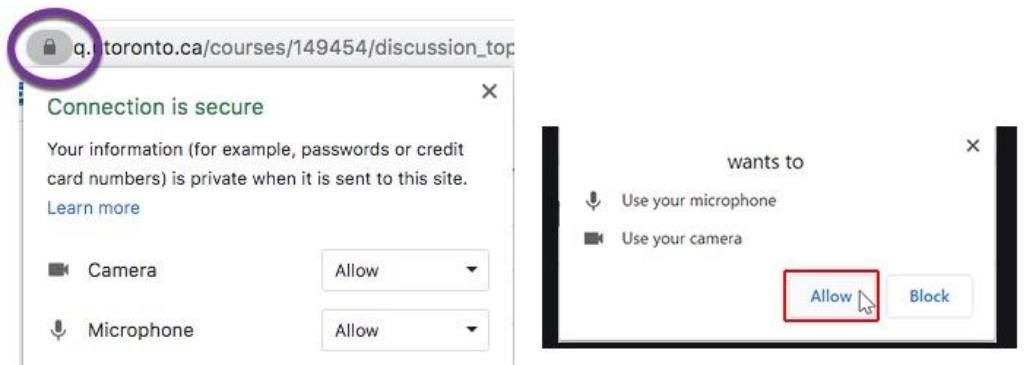 q.utoronto.ca/courses/149454/discussion_top
Connection is secure
Your information (for example, passwords or credit
card numbers) is private when it is sent to this site.
Learn more
Camera Allow
Microphone Allow
wants to
Use your microphone
Use your camera
Allow Block